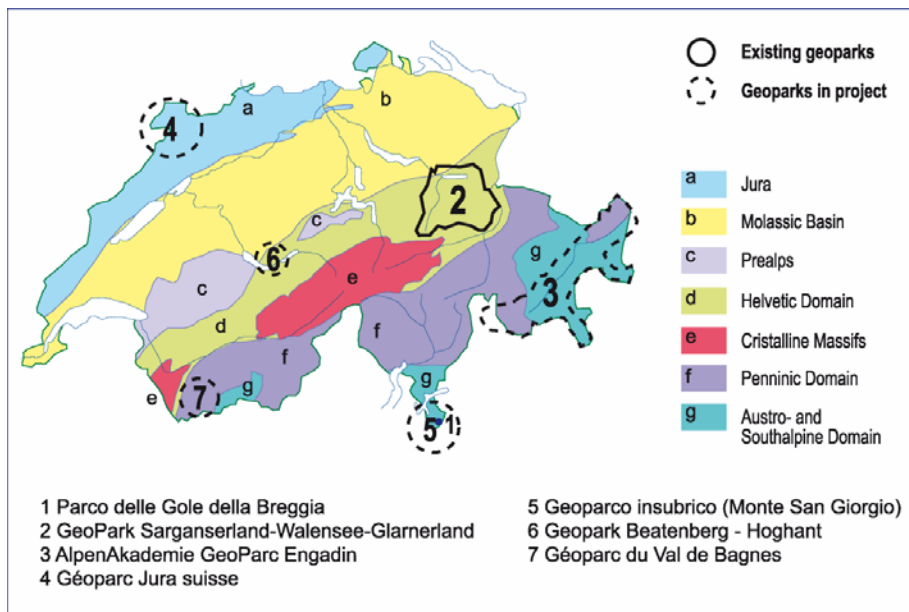 Existing geoparks
Geoparks in project
a
b
4
2
c
6
g
3
c
e
d
f
f
e
7
g
g
5 1
a Jura
b Molassic Basin
c Prealps
d Helvetic Domain
e Cristalline Massifs
f Penninic Domain
g Austro- and
Southalpine Domain
1 Parco delle Gole della Breggia
2 GeoPark Sarganserland-Walensee-Glarnerland
3 AlpenAkademie GeoParc Engadin
4 Géoparc Jura suisse
5 Geoparco insubrico (Monte San Giorgio)
6 Geopark Beatenberg - Hoghant
7 Géoparc du Val de Bagnes